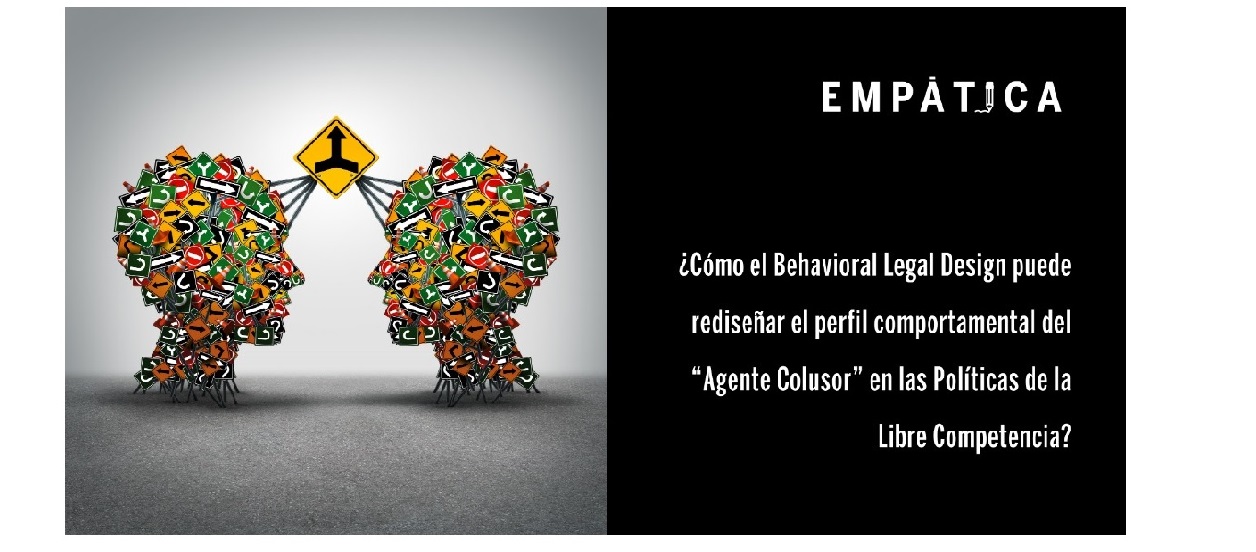 EMPÁTICA
¿Cómo el Behavioral Legal Design puede
rediseñar el perfil comportamental del
“Agente Colusor” en las Políticas de la
Libre Competencia?